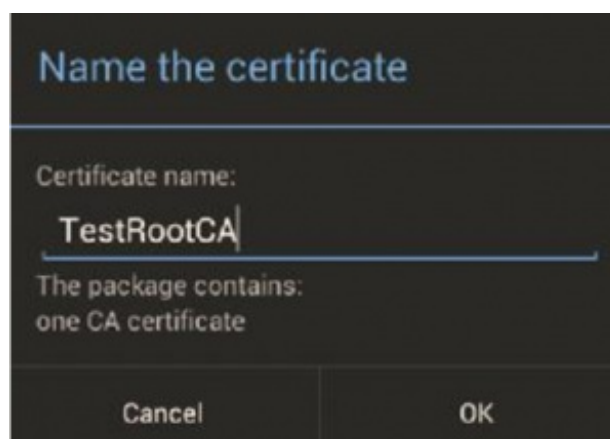 Name the certificate
Certificate name:
TestRootCA
The package contains:
one CA certificate
Cancel OK